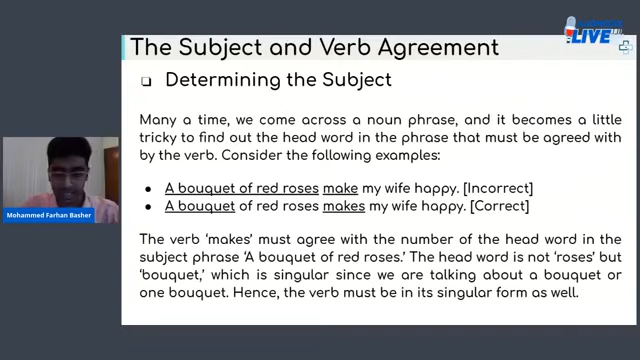 LIVE
The Subject and Verb Agreement
❑ Determining the Subject
Many a time, we come across a noun phrase, and it becomes a little
tricky to find out the head word in the phrase that must be agreed with
by the verb. Consider the following examples:
● A bouquet of red roses make my wife happy. [Incorrect]
● A bouquet of red roses makes my wife happy. [Correct]
Mohammed Farhan Basher
The verb ‘makes’ must agree with the number of the head word in the
subject phrase ‘A bouquet of red roses.’ The head word is not ‘roses’ but
‘bouquet,’ which is singular since we are talking about a bouquet or
one bouquet. Hence, the verb must be in its singular form as well.